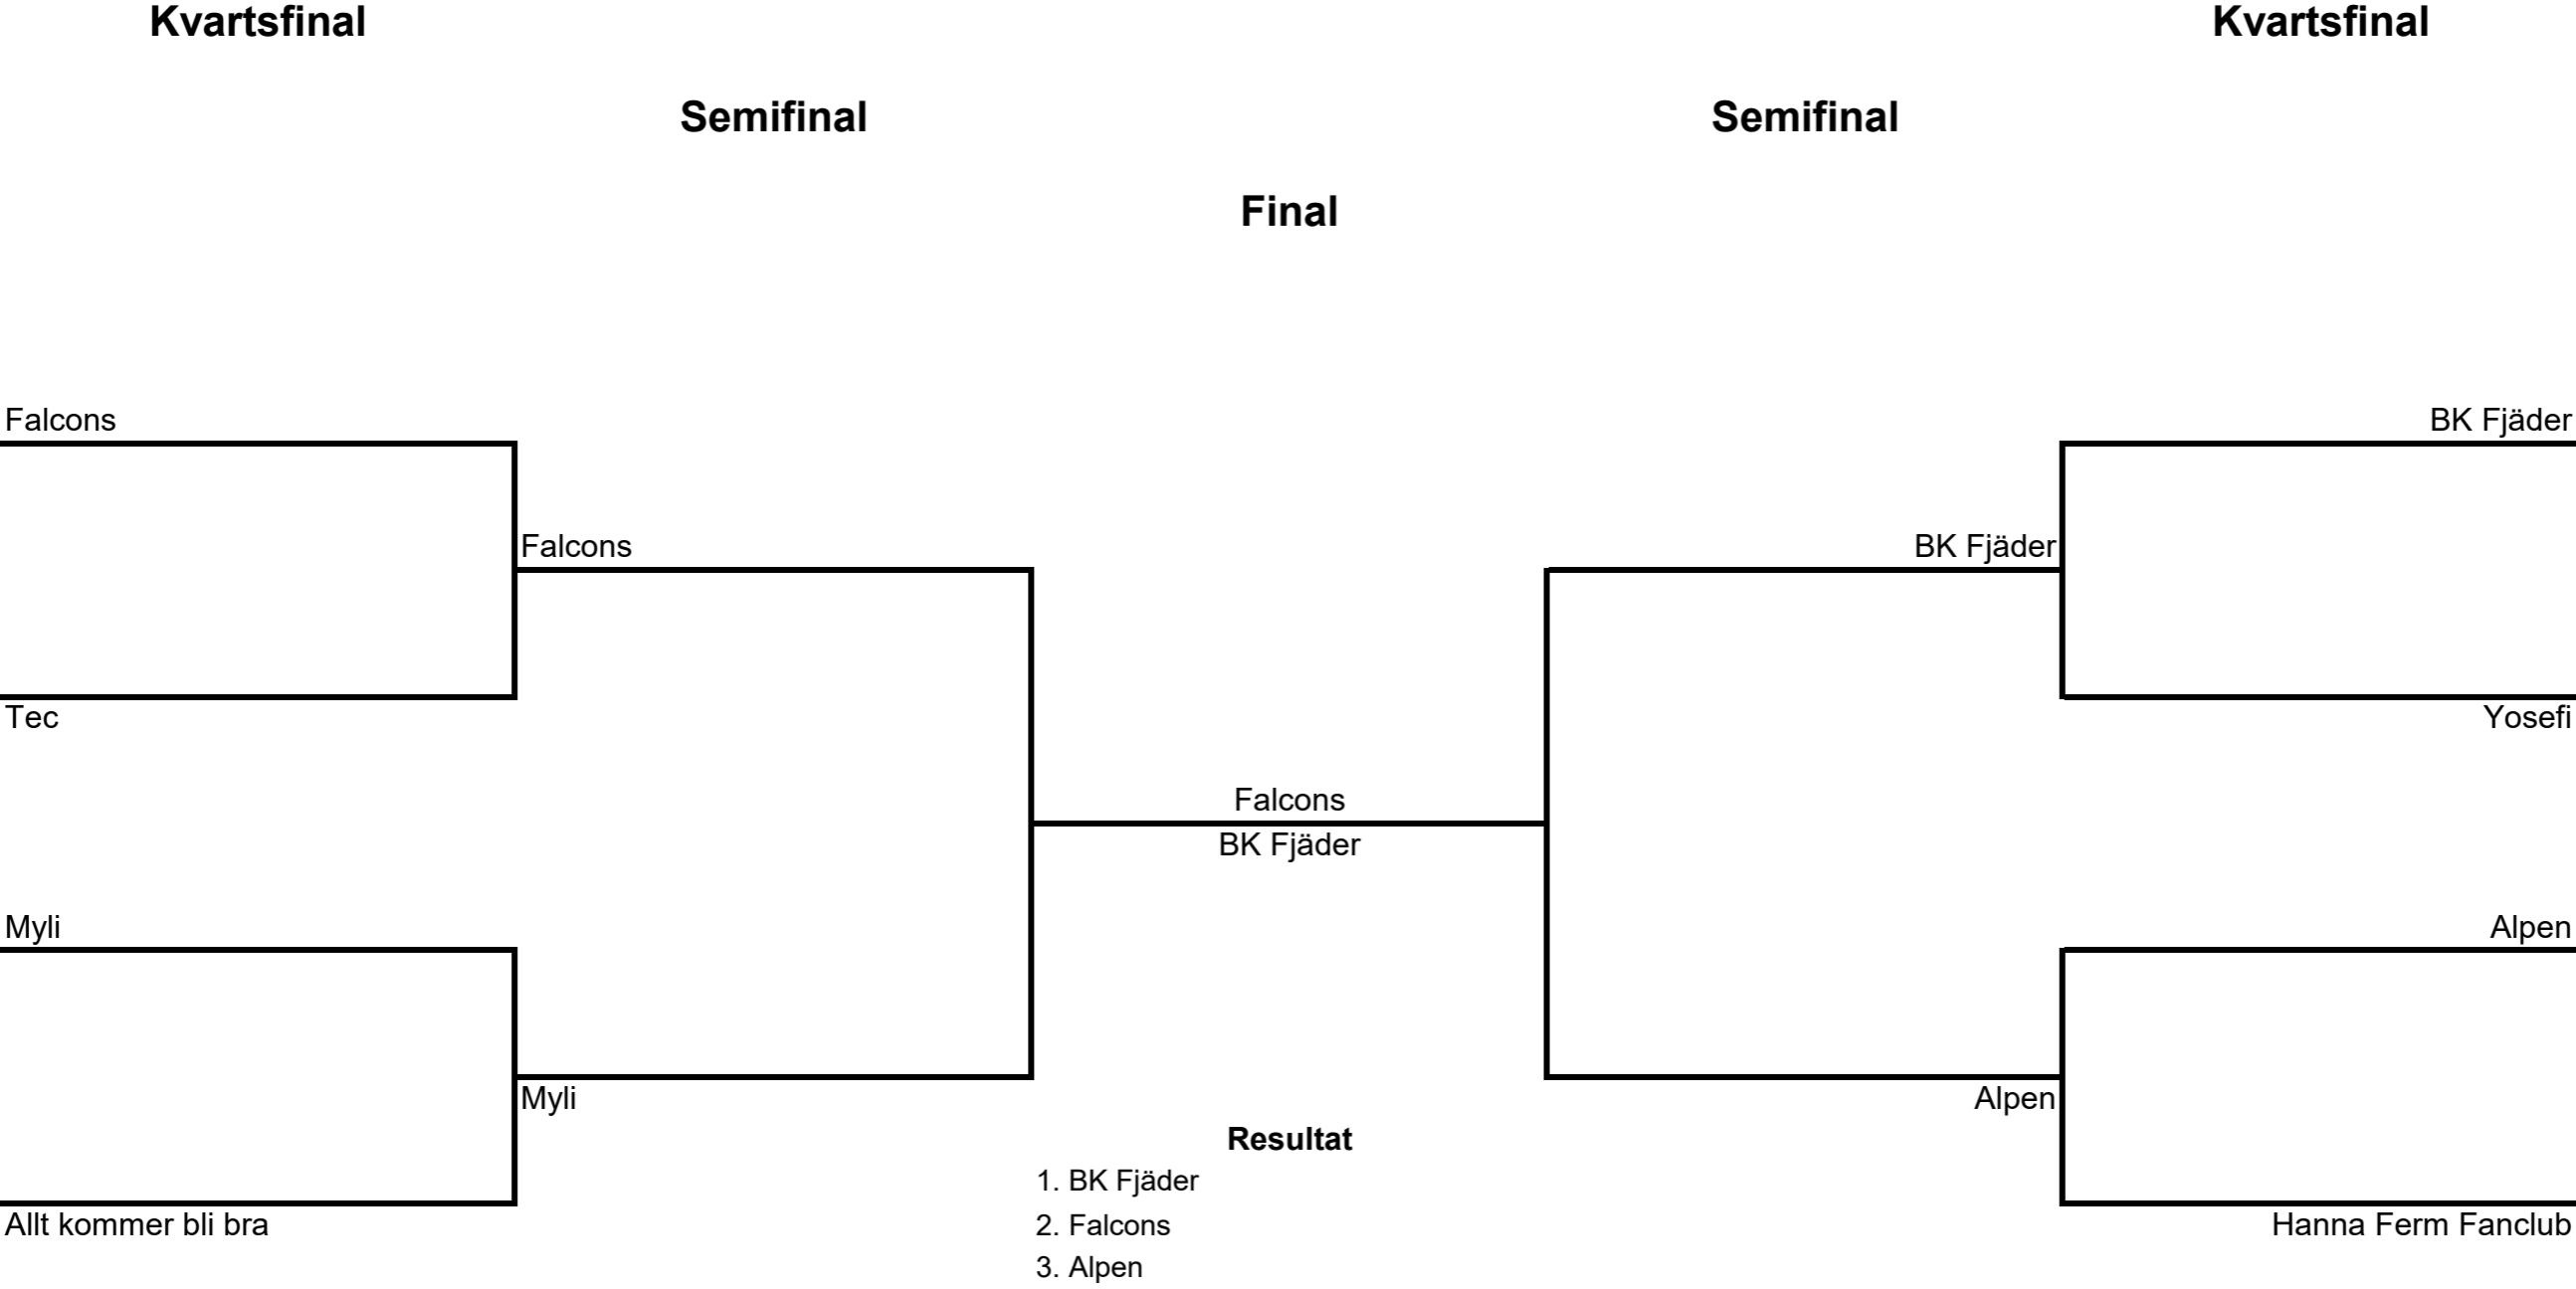 Kvartsfinal
Kvartsfinal
Semifinal
Semifinal
Final
Falcons
BK Fjäder
Falcons
BK Fjäder
Tec
Yosefi
Falcons
BK Fjäder
Myli
Alpen
Myli
Alpen
Resultat
1. BK Fjäder
Allt kommer bli bra
2. Falcons
Hanna Ferm Fanclub
3. Alpen